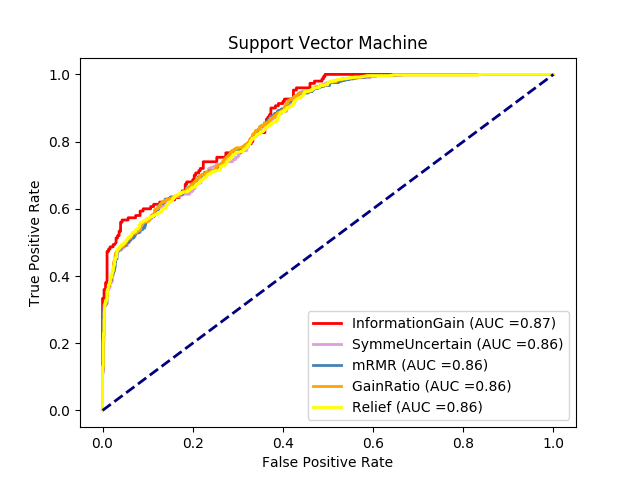 Support Vector Machine
True Positive Rate
1.0
0.8
0.6
0.4
0.2
0.0
InformationGain (AUC =0.87)
SymmeUncertain (AUC =0.86)
mRMR (AUC =0.86)
GainRatio (AUC =0.86)
Relief (AUC =0.86)
0.0 0.2 0.4 0.6 0.8 1.0
False Positive Rate